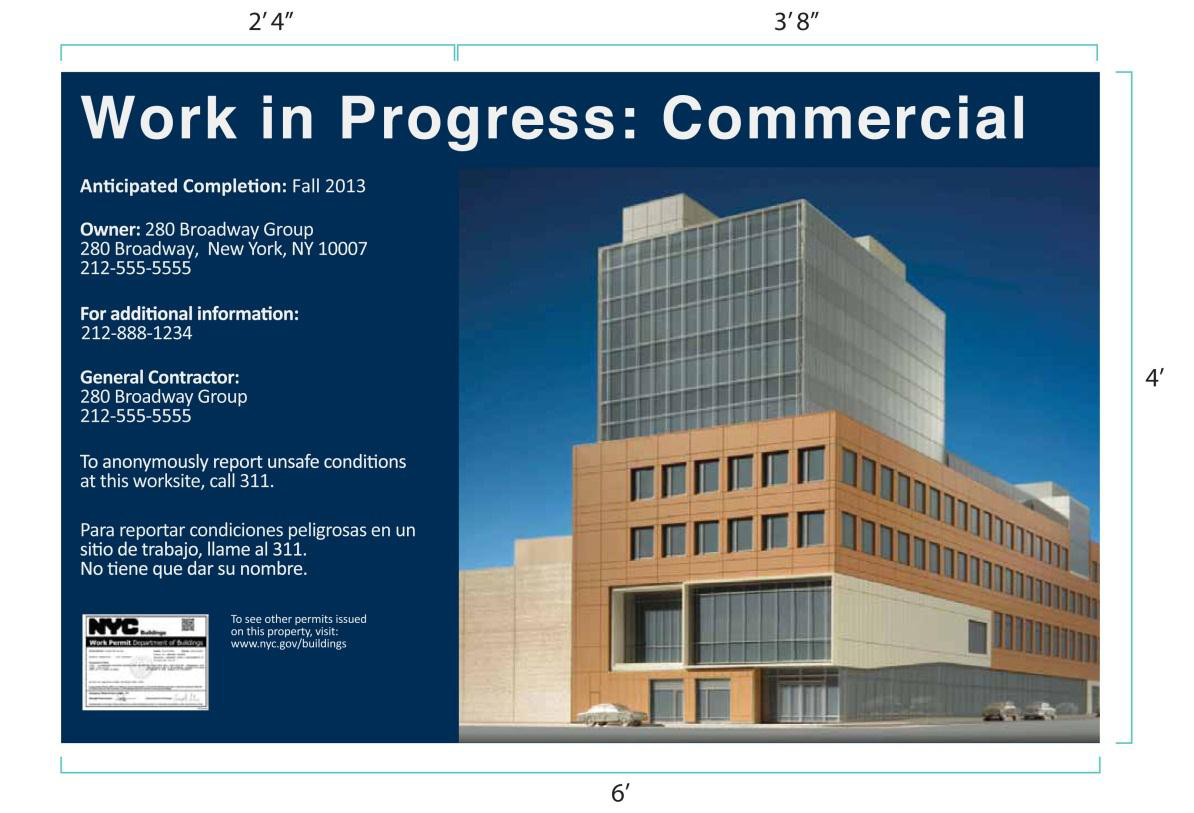 2’ 4”
3’ 8”
Work in Progress: Commercial
Anticipated Completion: Fall 2013
Owner: 280 Broadway Group
280 Broadway, New York, NY 10007
212-555-5555
For additional information:
212-888-1234
General Contractor:
280 Broadway Group
212-555-5555
To anonymously report unsafe conditions
at this worksite, call 311.
Para reportar condiciones peligrosas en un
sitio de trabajo, llame al 311.
No tiene que dar su nombre.
NYC Buildings
Work Permit Department of Buildings
To see other permits issued
on this property, visit:
www.nyc.gov/buildings
4’
6’